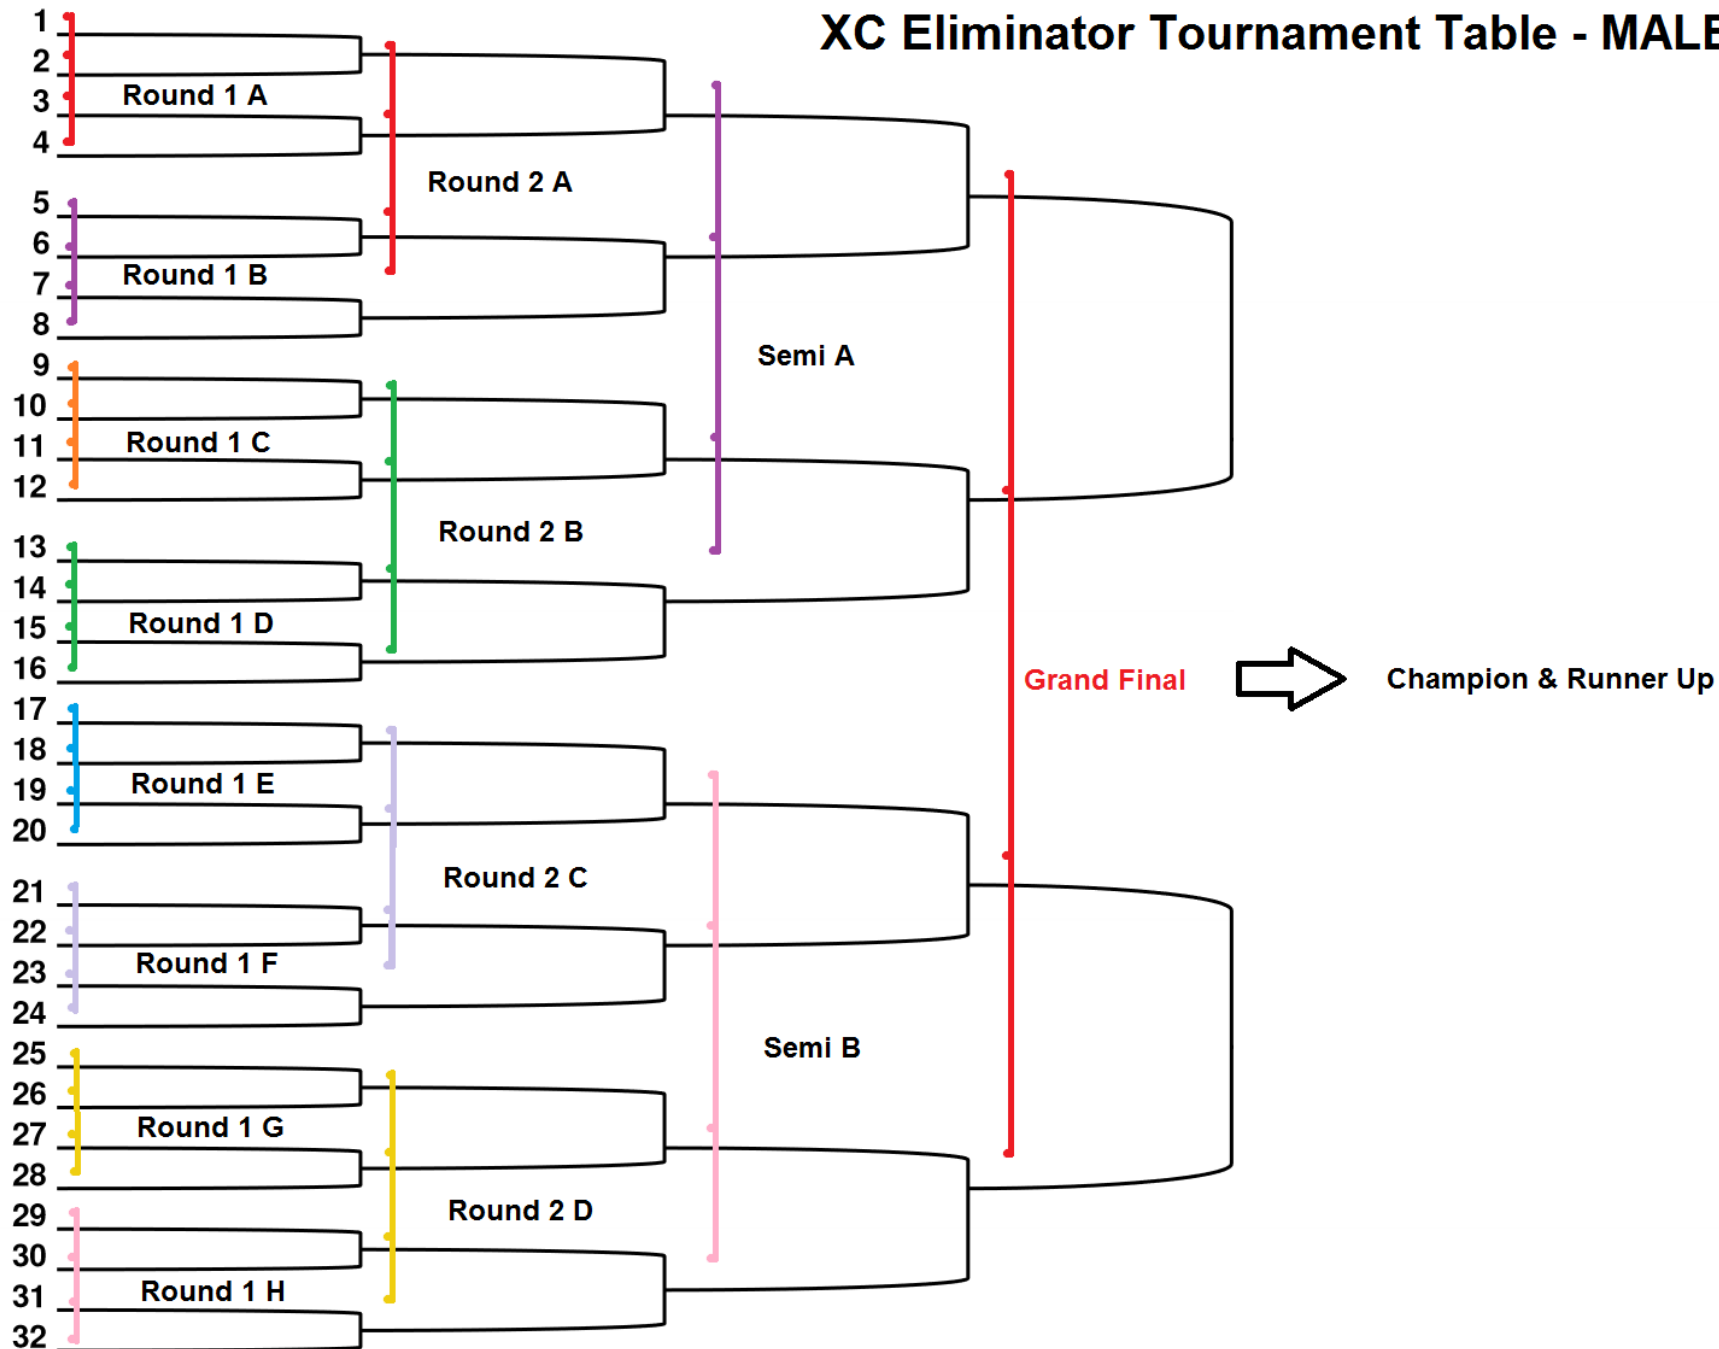 XC Eliminator Tournament Table - MALE
1
2
Round 1 A
3
4
Round 2 A
5
6
Round 1 B
7
8
Semi A
9
10
Round 1 C
11
12
Round 2 B
13
14
Round 1 D
15
16
Grand Final
Champion & Runner Up
17
18
Round 1 E
19
20
Round 2 C
21
22
Round 1 F
23
24
Semi B
25
26
Round 1 G
27
28
Round 2 D
29
30
Round 1 H
31
32